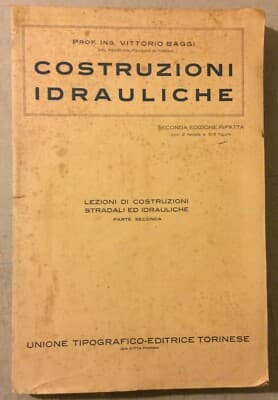 PROF. ING. VITTORIO BAGGI
COSTRUZIONI
IDRAULICHE
SECONDA EDIZIONE RIFATTA
LEZIONI DI COSTRUZIONI
STRADALI ED IDRAULICHE
PARTE SECONDA
UNIONE TIPOGRAFICO-EDITRICE TORINESE